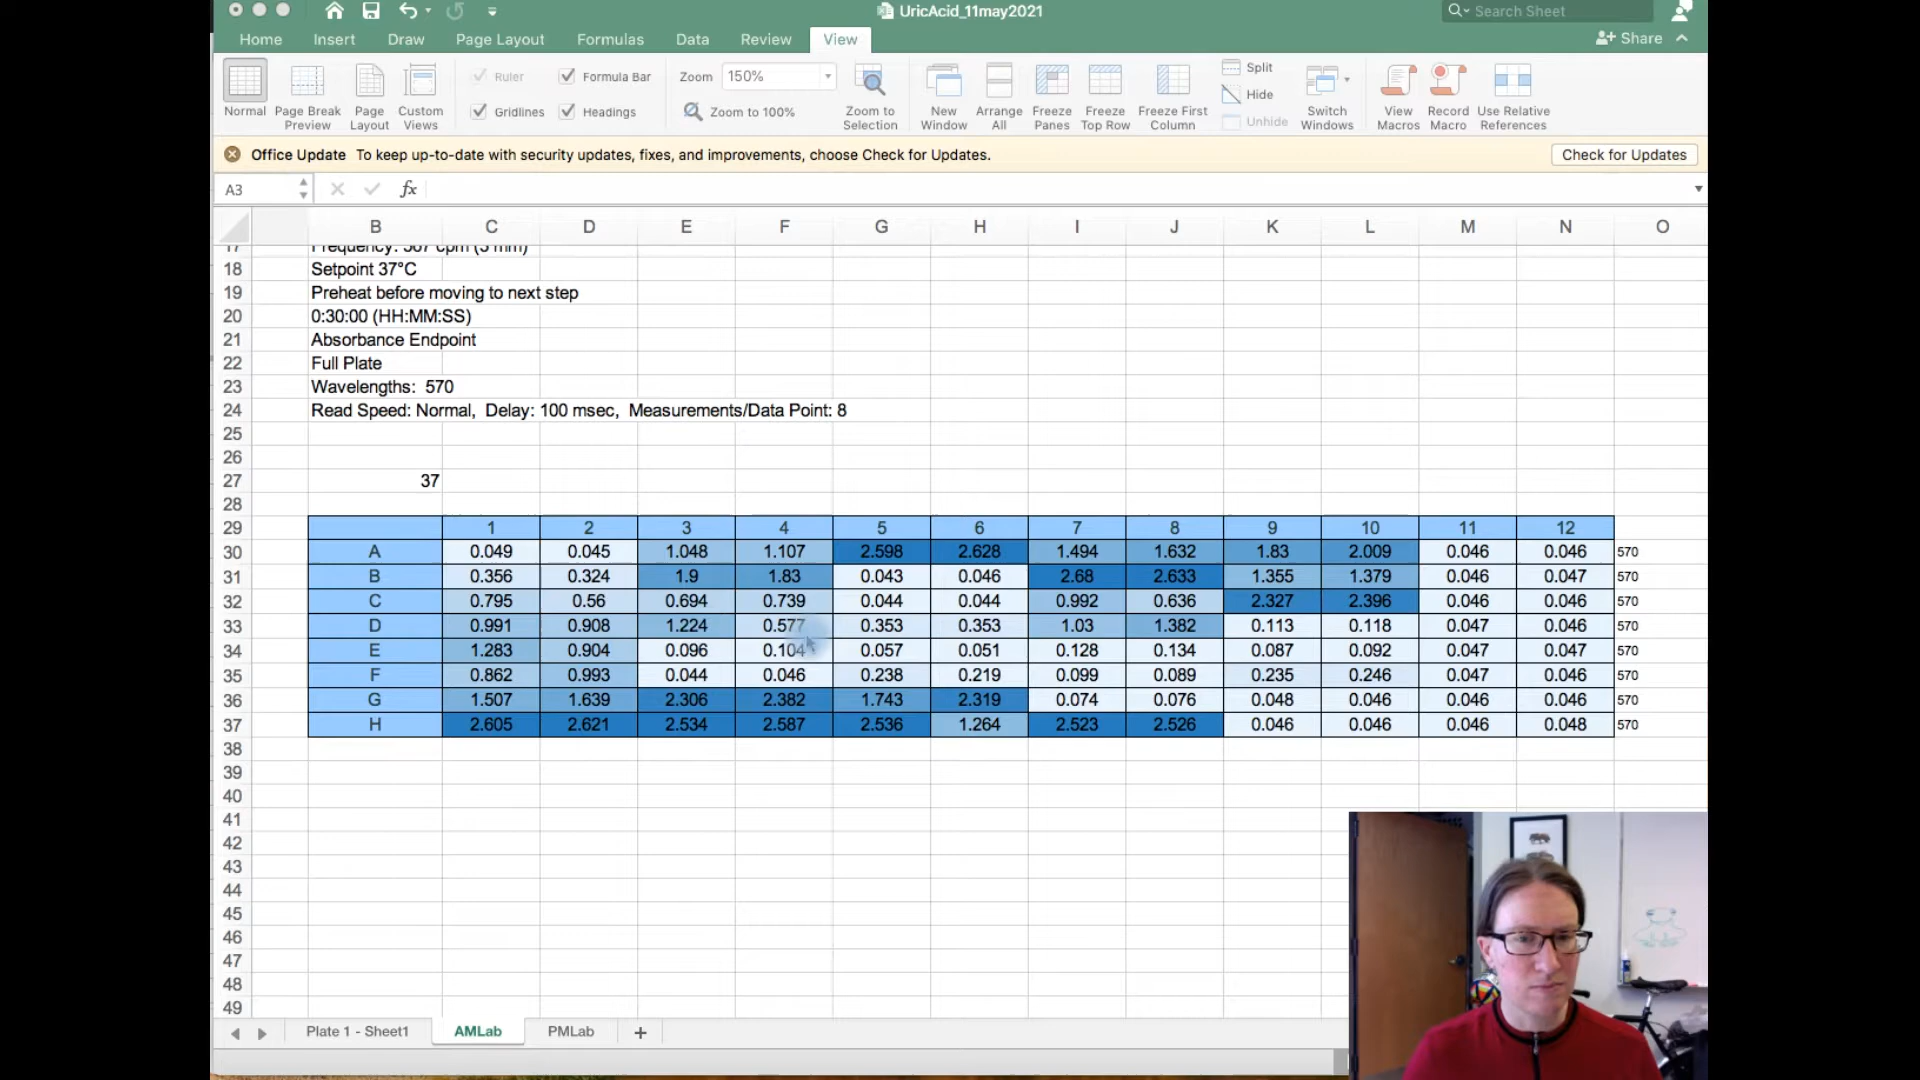 UricAcid_11may2021
Search Sheet
Home Insert Draw Page Layout Formulas Data Review View
Share
Normal
Page Break Preview
Page Layout
Custom Views
Ruler
Formula Bar
Gridlines
Headings
Zoom 150%
Zoom to 100%
Zoom to Selection
New Window
Arrange All
Freeze Panes
Freeze Top Row
Freeze First Column
Split
Hide
Unhide
Switch Windows
View Macros
Record Macro
Use Relative References
Office Update To keep up-to-date with security updates, fixes, and improvements, choose Check for Updates.
Check for Updates
A3 fx
B C D E F G H I J K L M N O
17 Frequency: 567 cpm (3 mm)
18 Setpoint 37°C
19 Preheat before moving to next step
20 0:30:00 (HH:MM:SS)
21 Absorbance Endpoint
22 Full Plate
23 Wavelengths: 570
24 Read Speed: Normal, Delay: 100 msec, Measurements/Data Point: 8
25
26
27 37
28
29 1 2 3 4 5 6 7 8 9 10 11 12
30 A 0.049 0.045 1.048 1.107 2.598 2.628 1.494 1.632 1.83 2.009 0.046 0.046 570
31 B 0.356 0.324 1.9 1.83 0.043 0.046 2.68 2.633 1.355 1.379 0.046 0.047 570
32 C 0.795 0.56 0.694 0.739 0.044 0.044 0.992 0.636 2.327 2.396 0.046 0.046 570
33 D 0.991 0.908 1.224 0.577 0.353 0.353 1.03 1.382 0.113 0.118 0.047 0.046 570
34 E 1.283 0.904 0.096 0.104 0.057 0.051 0.128 0.134 0.087 0.092 0.047 0.047 570
35 F 0.862 0.993 0.044 0.046 0.238 0.219 0.099 0.089 0.235 0.246 0.047 0.046 570
36 G 1.507 1.639 2.306 2.382 1.743 2.319 0.074 0.076 0.048 0.046 0.046 0.046 570
37 H 2.605 2.621 2.534 2.587 2.536 1.264 2.523 2.526 0.046 0.046 0.046 0.048 570
38
39
40
41
42
43
44
45
46
47
48
49
Plate 1 - Sheet1 AMLab PMLab +